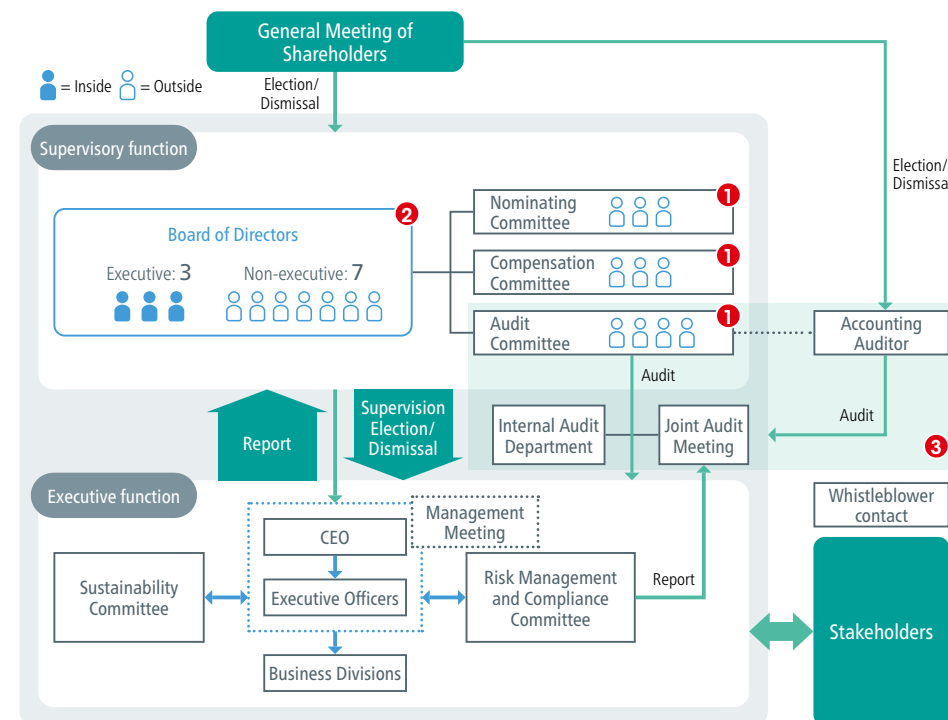 General Meeting of
Shareholders
= Inside
= Outside
Election/
Dismissal
Election/
Dismissa
Supervisory function
Board of Directors
Executive: 3
Non-executive: 7
2
Nominating
Committee
1
Compensation
Committee
1
Audit
Committee
1
Accounting
Auditor
Audit
Audit
Report
Supervision
Election/
Dismissal
Internal Audit
Department
Joint Audit
Meeting
3
Executive function
Management
Meeting
CEO
Executive Officers
Business Divisions
Sustainability
Committee
Risk Management
and Compliance
Committee
Report
Whistleblower
contact
Stakeholders